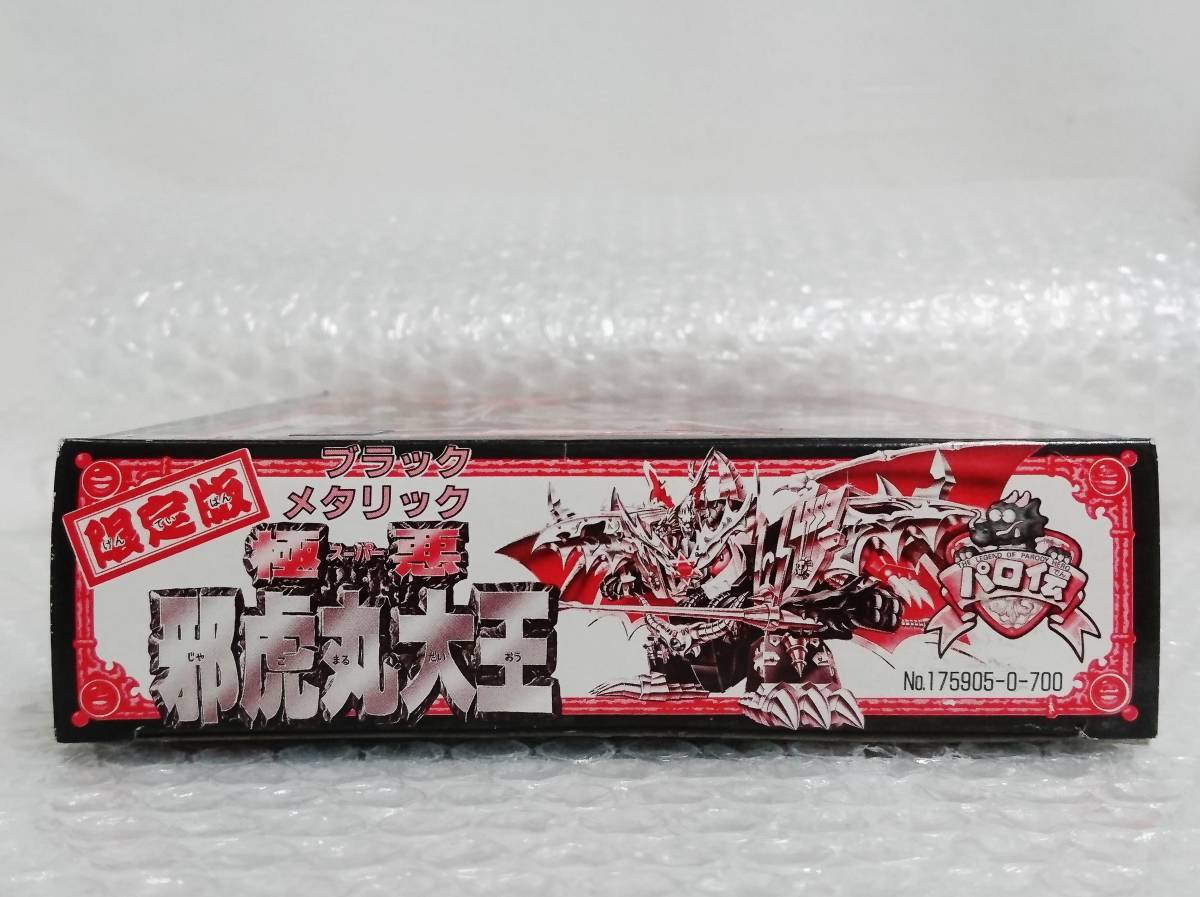 限定版
げんていばん
ブラック
メタリック
極悪
スーパー
邪虎丸大王
じゃこまるだいおう
THE LEGEND OF PARODY HERO
パロ伝
No.175905-0-700